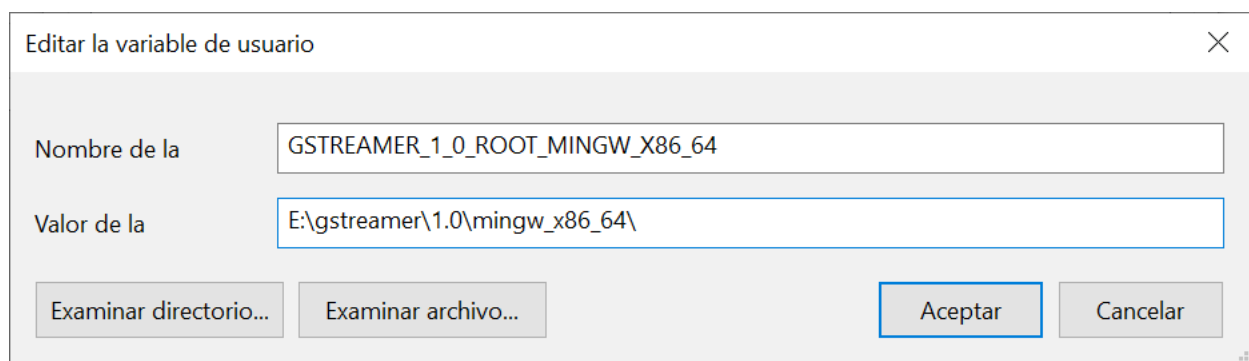 Editar la variable de usuario
Nombre de la
GSTREAMER_1_0_ROOT_MINGW_X86_64
Valor de la
E:\gstreamer\1.0\mingw_x86_64\
Examinar directorio...
Examinar archivo...
Aceptar
Cancelar